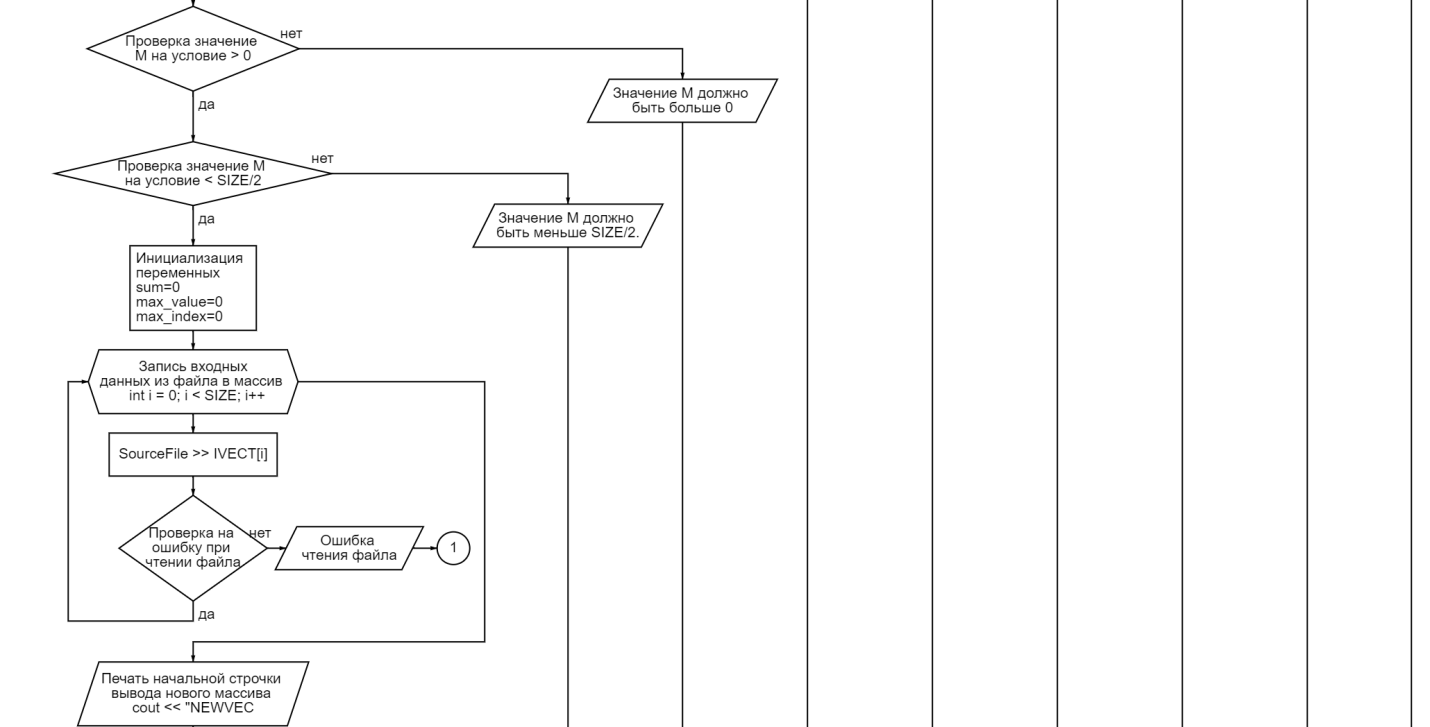 Проверка значение
М на условие > 0
нет
Значение М должно
быть больше 0
да
Проверка значение М
на условие < SIZE/2
нет
Значение М должно
быть меньше SIZE/2.
да
Инициализация
переменных
sum=0
max_value=0
max_index=0
Запись входных
данных из файла в массив
int i = 0; i < SIZE; i++
SourceFile >> IVECT[i]
Проверка на
ошибку при
чтении файла
нет
Ошибка
чтения файла
1
да
Печать начальной строчки
вывода нового массива
cout << "NEWVEC